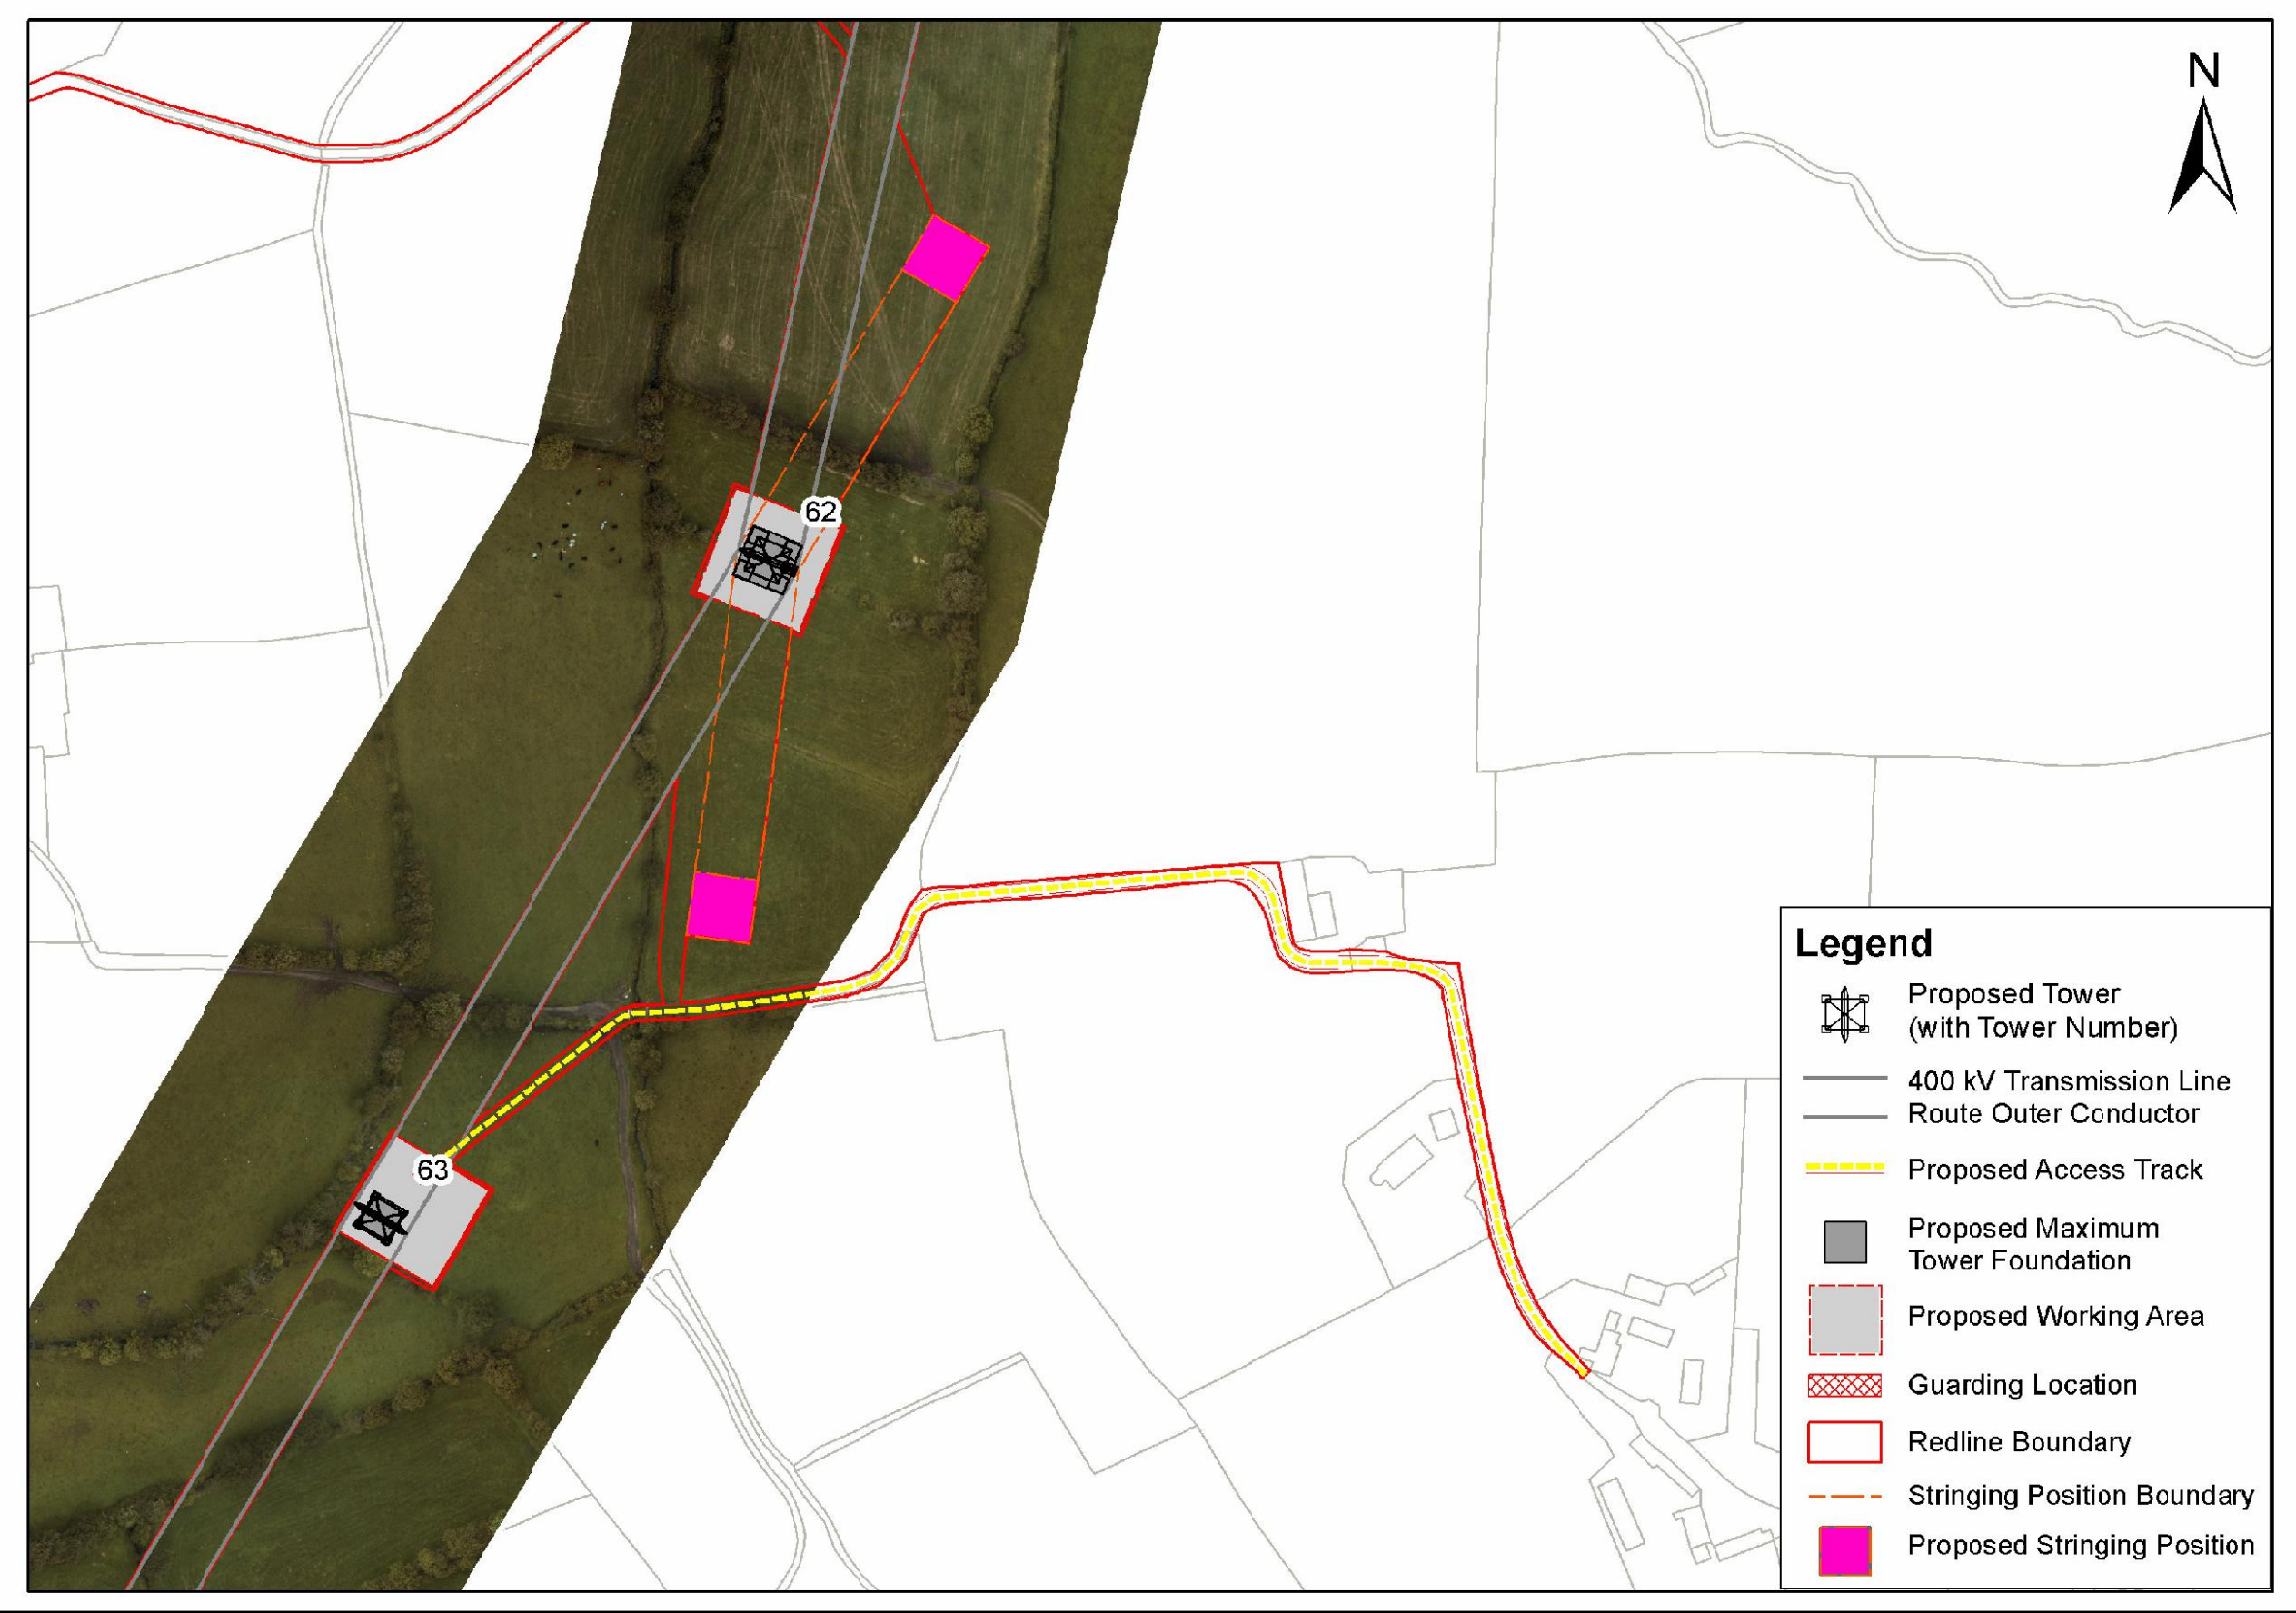 N
62
63
Legend
Proposed Tower
(with Tower Number)
400 kV Transmission Line
Route Outer Conductor
Proposed Access Track
Proposed Maximum
Tower Foundation
Proposed Working Area
Guarding Location
Redline Boundary
Stringing Position Boundary
Proposed Stringing Position